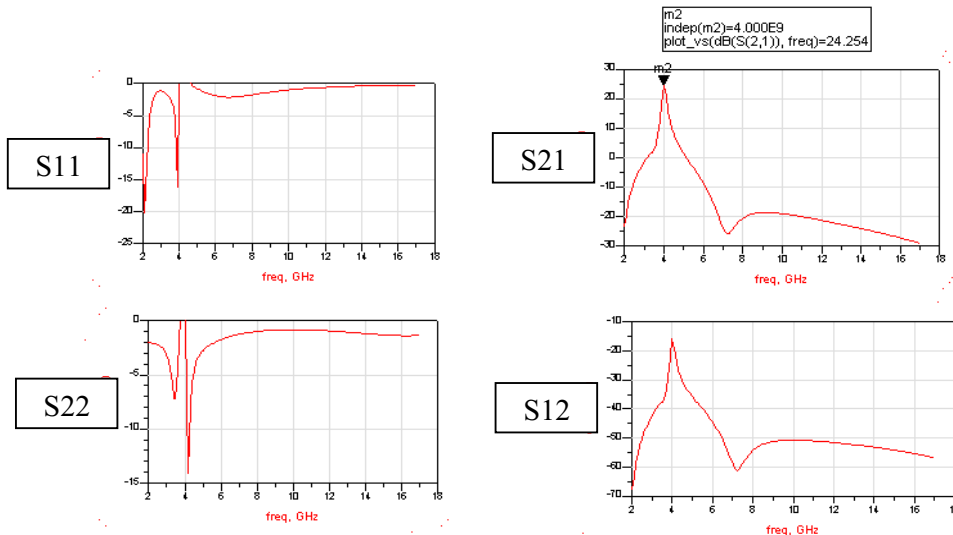 m2
indep(m2)=4.000E9
plot_vs(dB(S(2,1)), freq)=24.254
S11
0
-5
-10
-15
-20
-25
2 4 6 8 10 12 14 16 18
freq, GHz
S21
m2
30
20
10
0
-10
-20
-30
2 4 6 8 10 12 14 16 18
freq, GHz
S22
0
-5
-10
-15
2 4 6 8 10 12 14 16 18
freq, GHz
S12
-10
-20
-30
-40
-50
-60
-70
2 4 6 8 10 12 14 16 18
freq, GHz